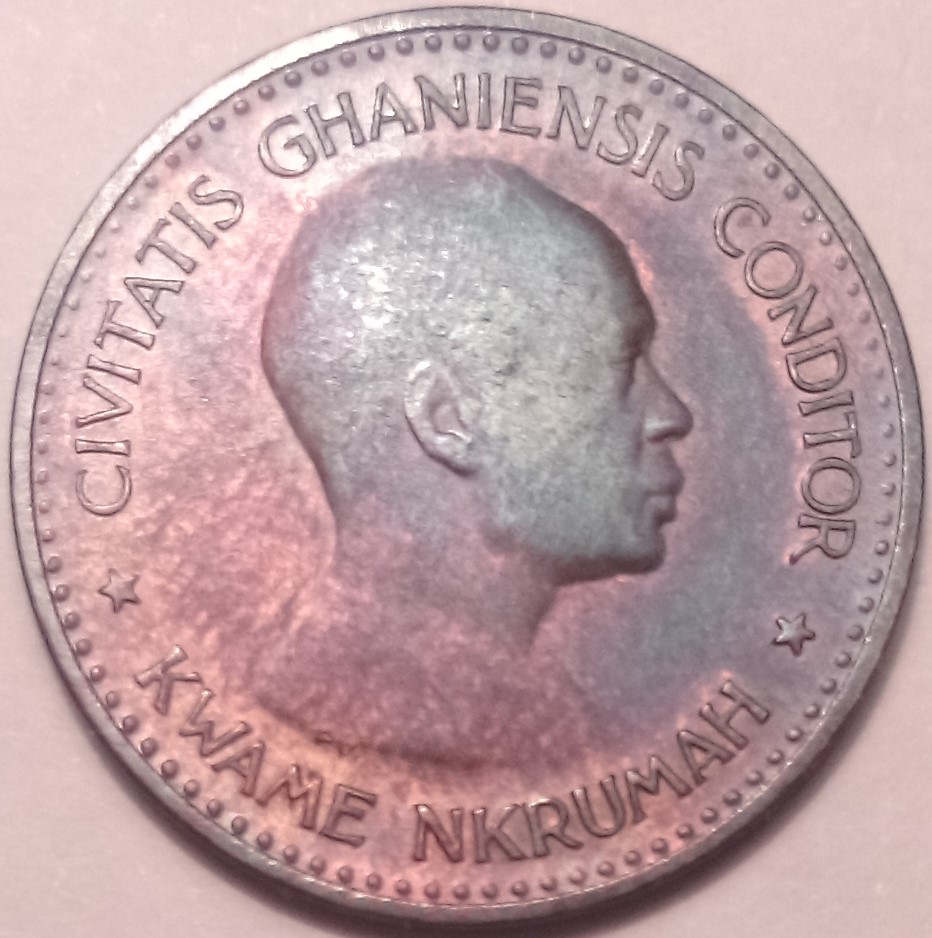 CIVITATIS GHANIENSIS CONDITOR
KWAME NKRUMAH